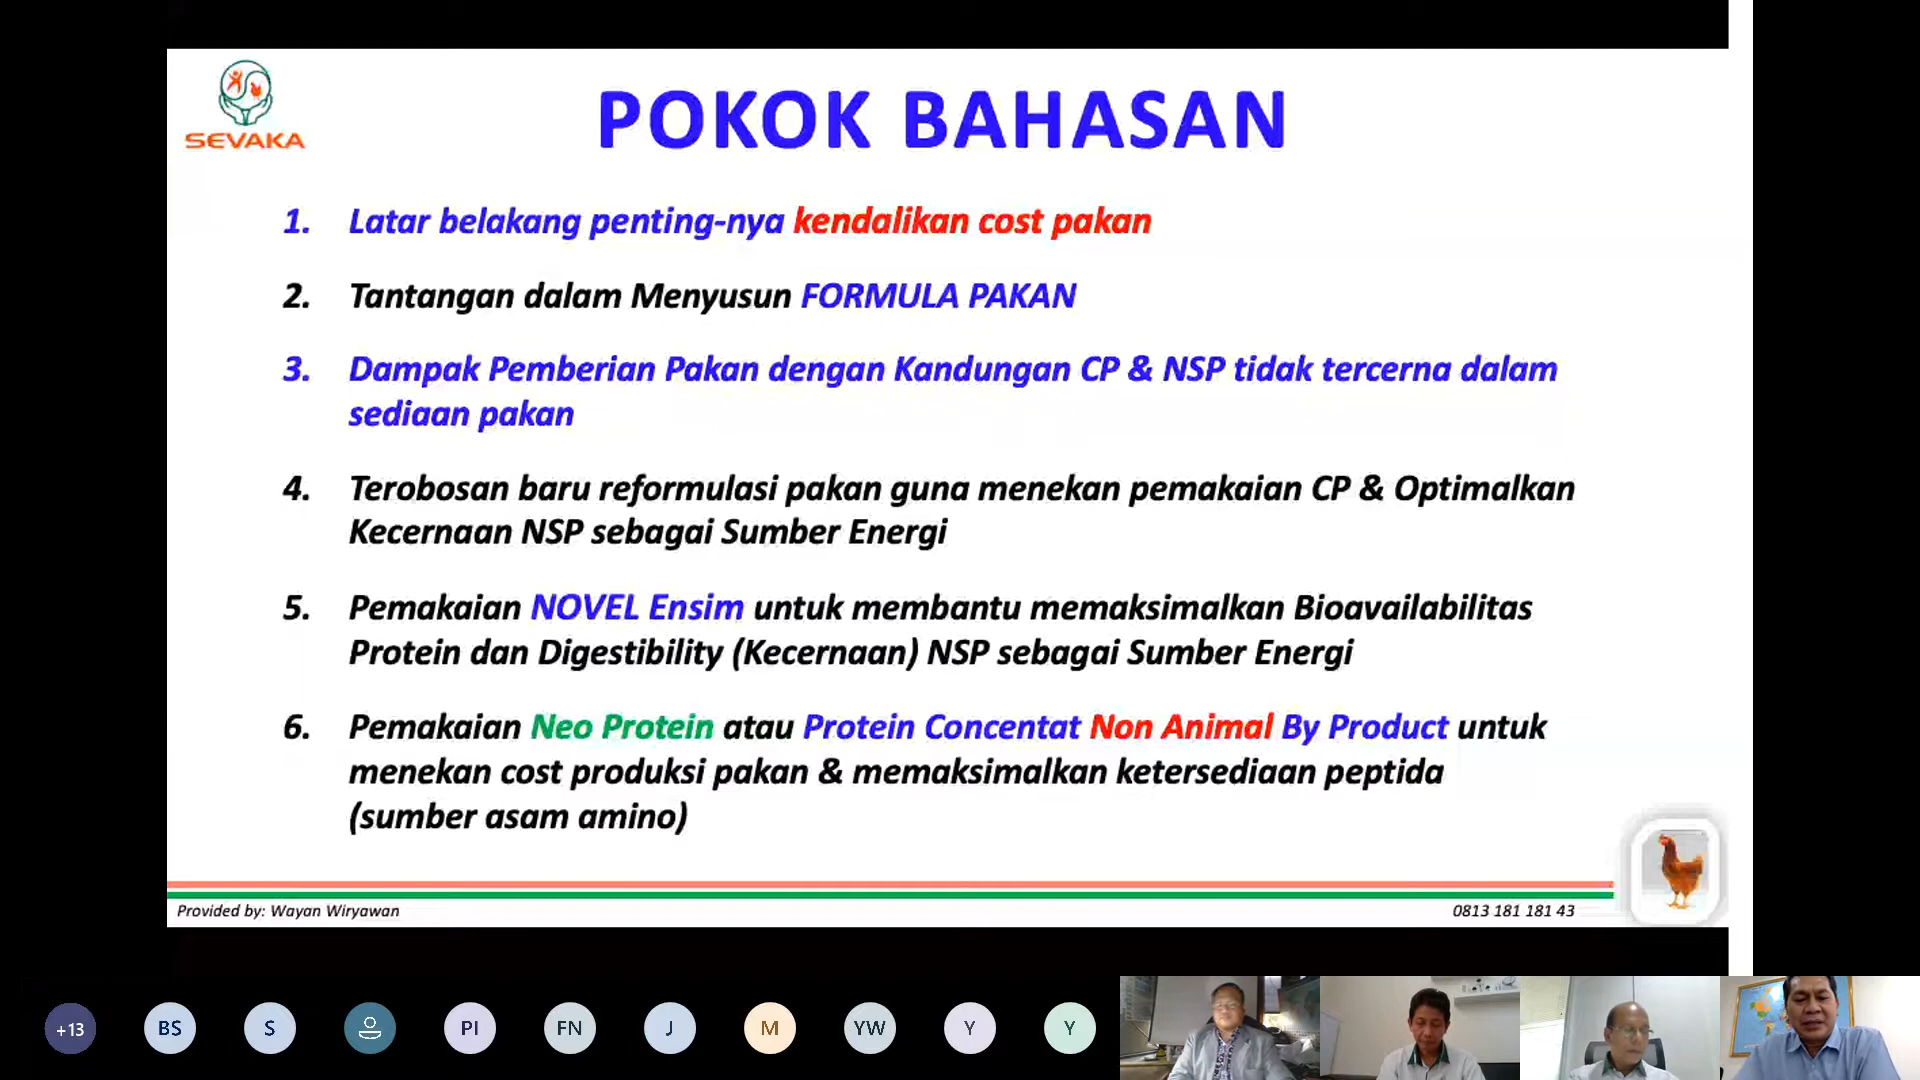 SEVAKA
POKOK BAHASAN
1. Latar belakang penting-nya kendalikan cost pakan
2. Tantangan dalam Menyusun FORMULA PAKAN
3. Dampak Pemberian Pakan dengan Kandungan CP & NSP tidak tercerna dalam
sediaan pakan
4. Terobosan baru reformulasi pakan guna menekan pemakaian CP & Optimalkan
Kecernaan NSP sebagai Sumber Energi
5. Pemakaian NOVEL Ensim untuk membantu memaksimalkan Bioavailabilitas
Protein dan Digestibility (Kecernaan) NSP sebagai Sumber Energi
6. Pemakaian Neo Protein atau Protein Concentat Non Animal By Product untuk
menekan cost produksi pakan & memaksimalkan ketersediaan peptida
(sumber asam amino)
Provided by: Wayan Wiryawan
0813 181 181 43
+13 BS S PI FN J M YW Y Y